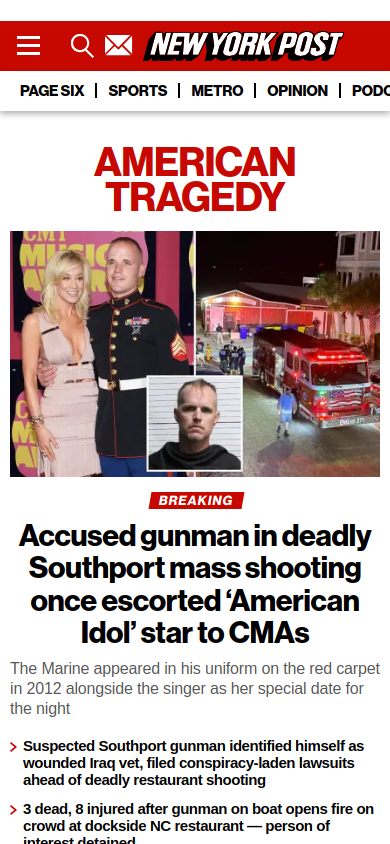 NEW YORK POST
PAGE SIX
SPORTS
METRO
OPINION
AMERICAN
TRAGEDY
CMT
MUSIC
BREAKING
Accused gunman in deadly
Southport mass shooting
once escorted ‘American
Idol’ star to CMAs
The Marine appeared in his uniform on the red carpet
in 2012 alongside the singer as her special date for
the night
Suspected Southport gunman identified himself as
wounded Iraq vet, filed conspiracy-laden lawsuits
ahead of deadly restaurant shooting
3 dead, 8 injured after gunman on boat opens fire on
crowd at dockside NC restaurant — person of
interest detained